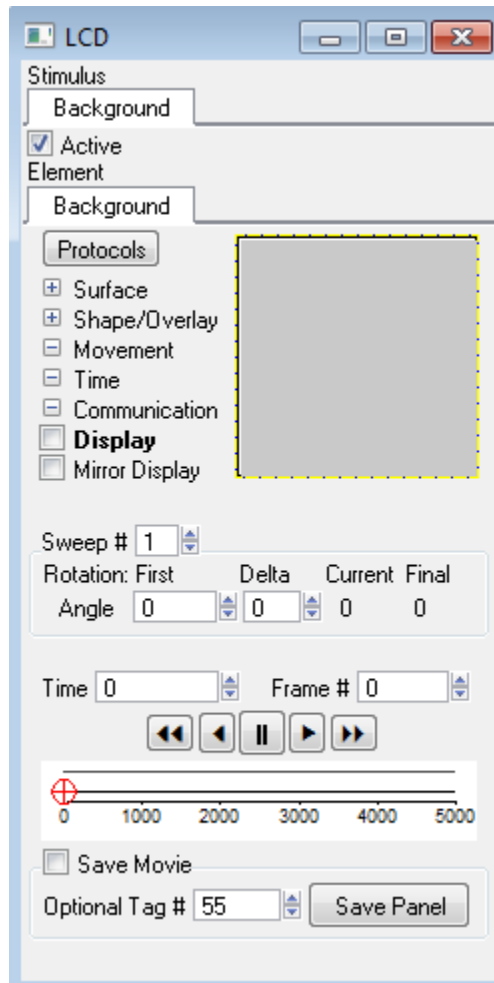 LCD
Stimulus
Background
Active
Element
Background
Protocols
Surface
Shape/Overlay
Movement
Time
Communication
Display
Mirror Display
Sweep # 1
Rotation: First Delta Current Final
Angle 0 0 0 0
Time 0 Frame # 0
0 1000 2000 3000 4000 5000
Save Movie
Optional Tag # 55 Save Panel